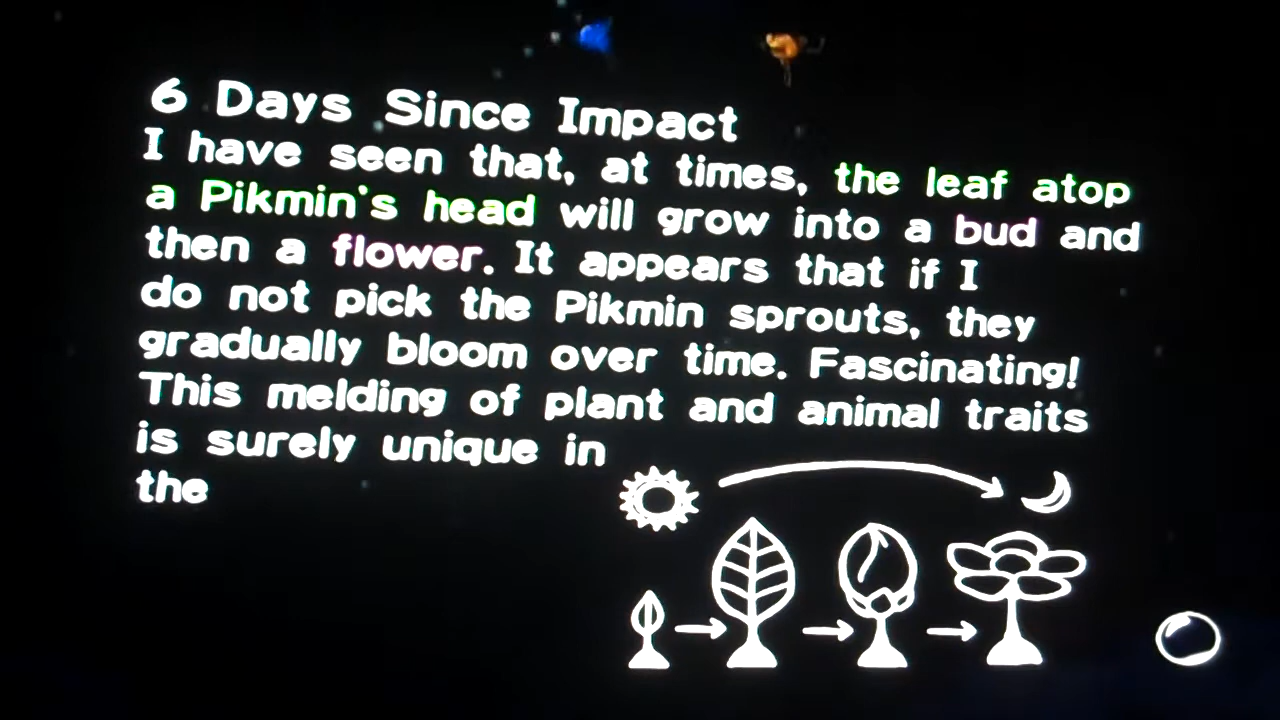 6 Days Since Impact
I have seen that, at times, the leaf atop
a Pikmin's head will grow into a bud and
then a flower. It appears that if I
do not pick the Pikmin sprouts, they
gradually bloom over time. Fascinating!
This melding of plant and animal traits
is surely unique in
the